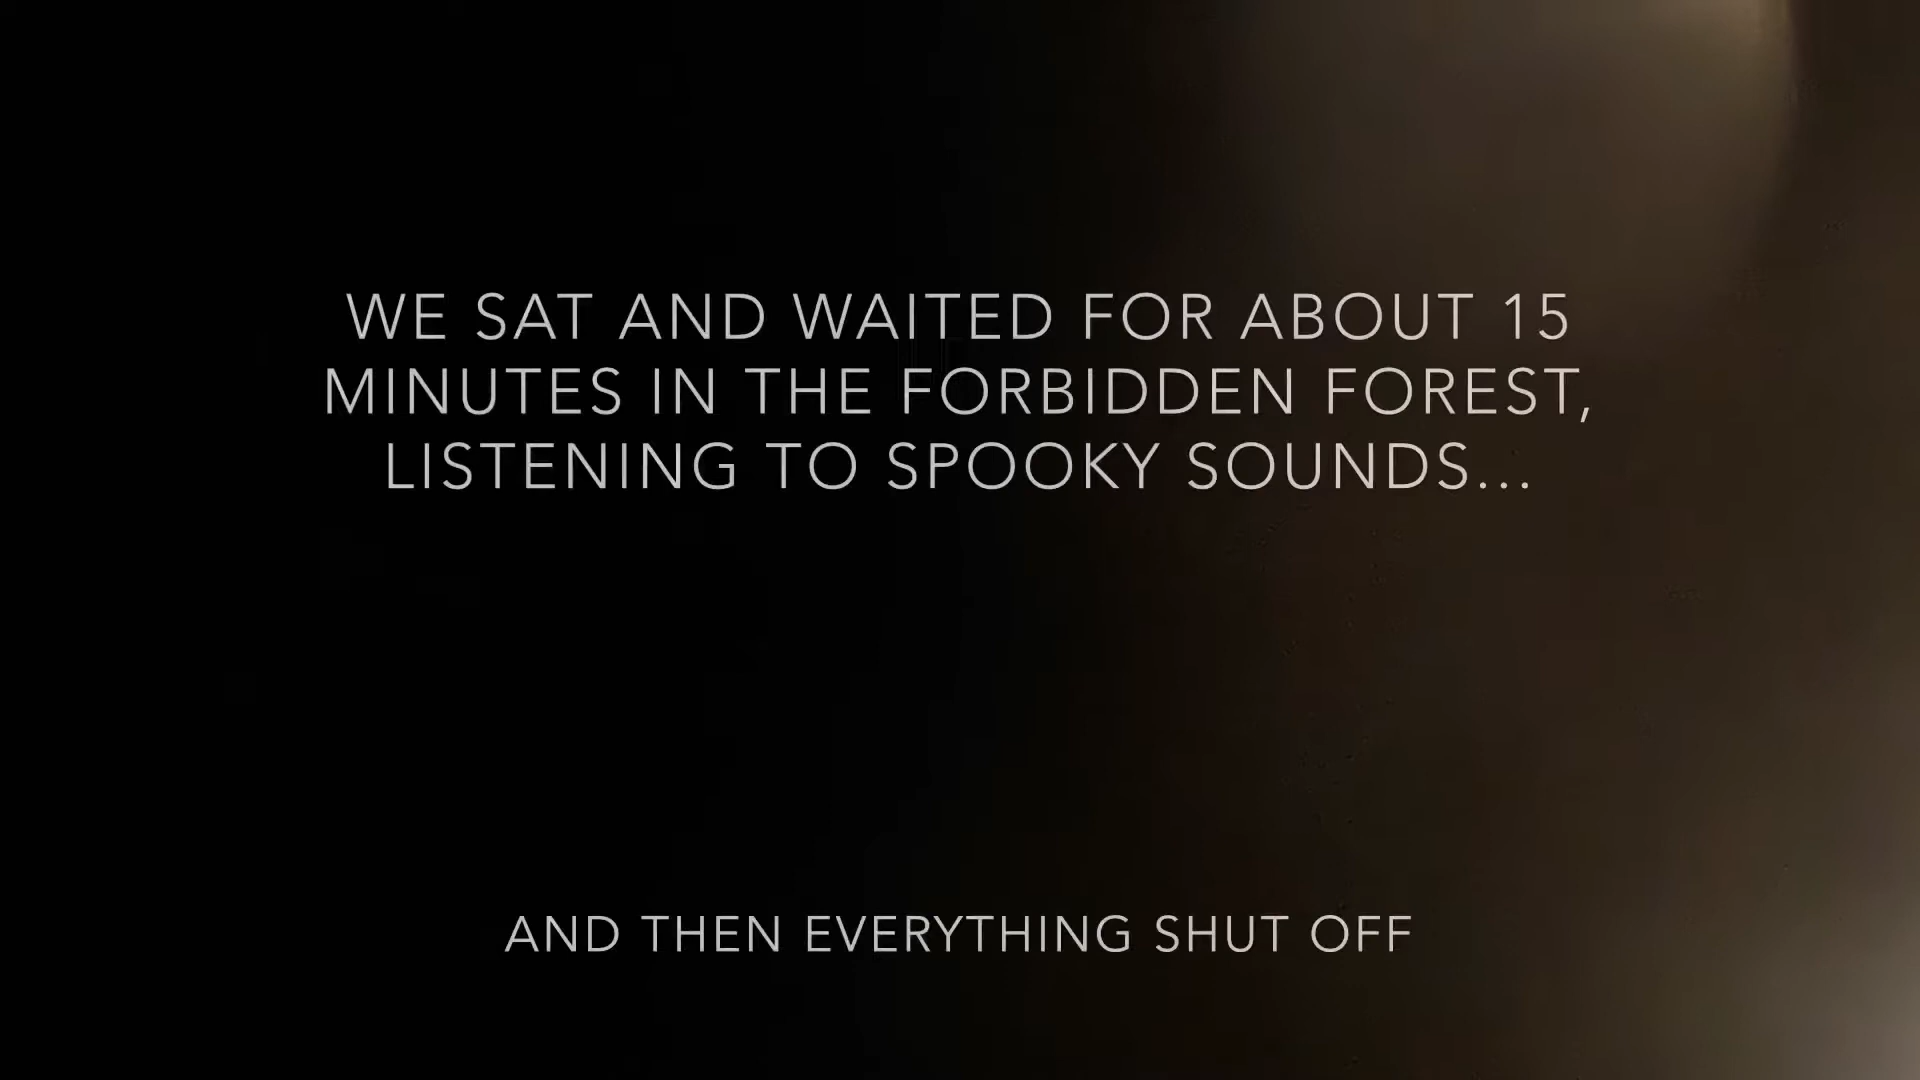 WE SAT AND WAITED FOR ABOUT 15
MINUTES IN THE FORBIDDEN FOREST,
LISTENING TO SPOOKY SOUNDS...
AND THEN EVERYTHING SHUT OFF